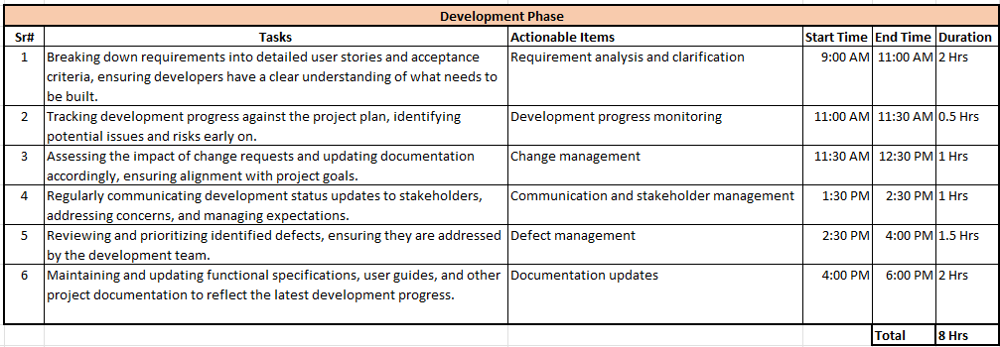 Development Phase
Sr# Tasks Actionable Items Start Time End Time Duration
1 Breaking down requirements into detailed user stories and acceptance Requirement analysis and clarification 9:00 AM 11:00 AM 2 Hrs
criteria, ensuring developers have a clear understanding of what needs to
be built.
2 Tracking development progress against the project plan, identifying Development progress monitoring 11:00 AM 11:30 AM 0.5 Hrs
potential issues and risks early on.
3 Assessing the impact of change requests and updating documentation Change management 11:30 AM 12:30 PM 1 Hrs
accordingly, ensuring alignment with project goals.
4 Regularly communicating development status updates to stakeholders, Communication and stakeholder management 1:30 PM 2:30 PM 1 Hrs
addressing concerns, and managing expectations.
5 Reviewing and prioritizing identified defects, ensuring they are addressed Defect management 2:30 PM 4:00 PM 1.5 Hrs
by the development team.
6 Maintaining and updating functional specifications, user guides, and other Documentation updates 4:00 PM 6:00 PM 2 Hrs
project documentation to reflect the latest development progress.
Total 8 Hrs